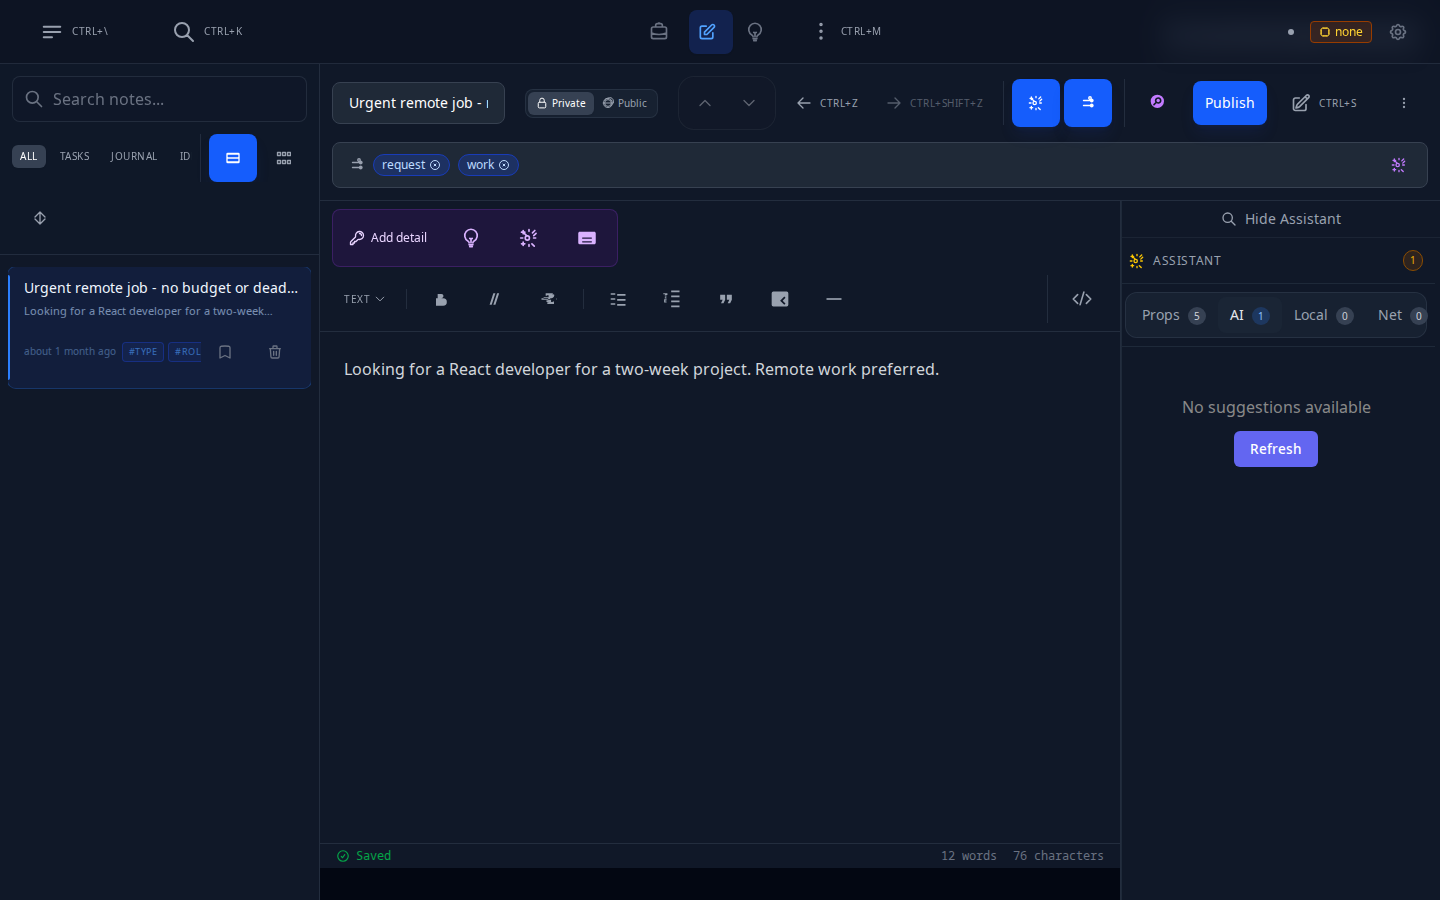 CTRL+\
CTRL+K
CTRL+M
none
Search notes...
ALL TASKS JOURNAL ID
Urgent remote job - no budget or dead...
Looking for a React developer for a two-week...
about 1 month ago #TYPE #ROL
Urgent remote job -
Private Public
CTRL+Z
CTRL+SHIFT+Z
Publish
CTRL+S
request work
Add detail
TEXT
Looking for a React developer for a two-week project. Remote work preferred.
Saved
12 words 76 characters
Hide Assistant
ASSISTANT 1
Props 5 AI 1 Local 0 Net 0
No suggestions available
Refresh